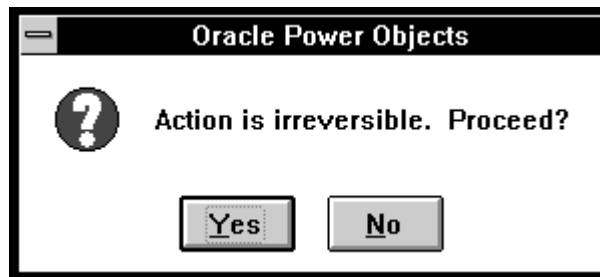 Oracle Power Objects
Action is irreversible.  Proceed?
Yes No